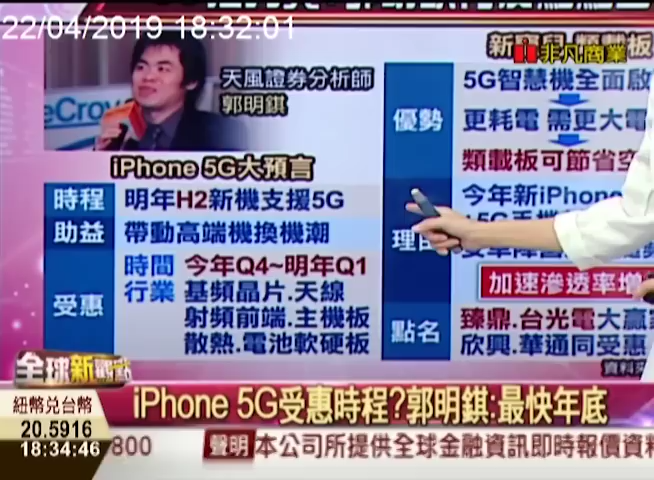 22/04/2019 18:32:01
非凡商業
eCrow
天風證券分析師
郭明錤
iPhone 5G大預言
時程 明年H2新機支援5G
助益 帶動高端機換機潮
受惠
時間 今年Q4~明年Q1
行業 基頻晶片.天線
射頻前端.主機板
散熱.電池軟硬板
優勢
5G智慧機全面啟
更耗電 需更大電
類載板可節省空
今年新iPhone
加速滲透率增
點名
臻鼎.台光電大贏
欣興.華通同受惠
資料來
全球新觀點
iPhone 5G受惠時程?郭明錤:最快年底
紐幣兌台幣
20.5916
18:34:46
800
聲明 本公司所提供全球金融資訊即時報價資料